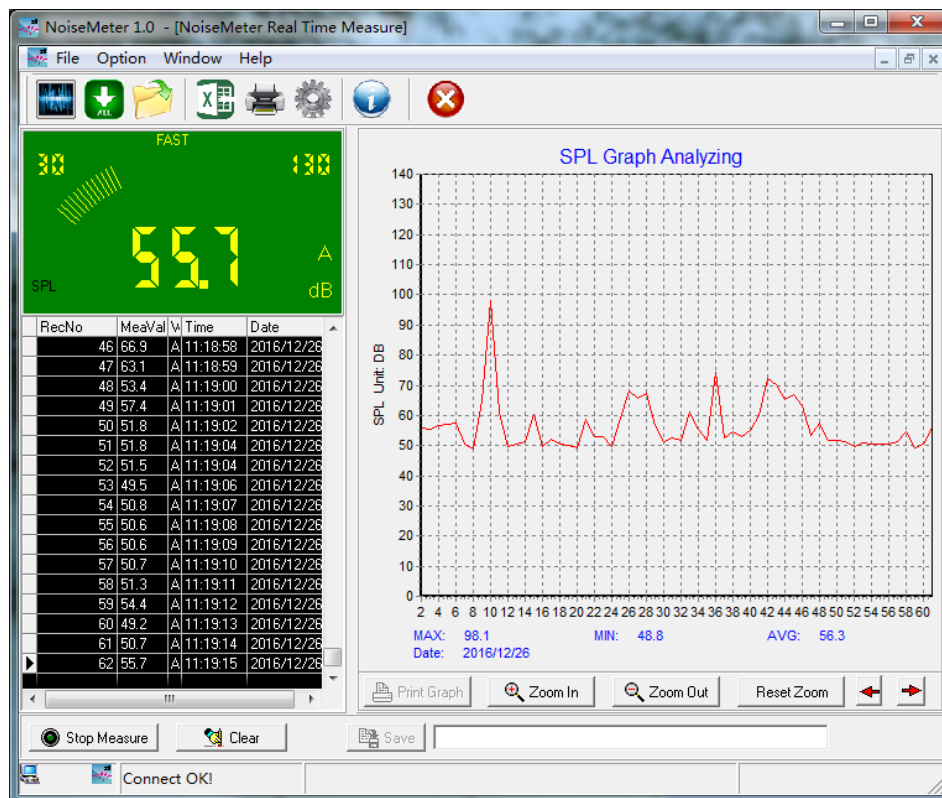 NoiseMeter 1.0 - [NoiseMeter Real Time Measure]
File Option Window Help
ALL
FAST
30 130
55.7
A
SPL
dB
RecNo MeaVal Time Date
46 66.9 A 11:18:58 2016/12/26
47 63.1 A 11:18:59 2016/12/26
48 53.4 A 11:19:00 2016/12/26
49 57.4 A 11:19:01 2016/12/26
50 51.8 A 11:19:02 2016/12/26
51 51.8 A 11:19:04 2016/12/26
52 51.5 A 11:19:04 2016/12/26
53 49.5 A 11:19:06 2016/12/26
54 50.8 A 11:19:07 2016/12/26
55 50.6 A 11:19:08 2016/12/26
56 50.6 A 11:19:09 2016/12/26
57 50.7 A 11:19:10 2016/12/26
58 51.3 A 11:19:11 2016/12/26
59 54.4 A 11:19:12 2016/12/26
60 49.2 A 11:19:13 2016/12/26
61 50.7 A 11:19:14 2016/12/26
62 55.7 A 11:19:15 2016/12/26
SPL Graph Analyzing
140
130
120
110
100
90
80
70
60
50
40
30
20
10
0
SPL Unit: DB
2 4 6 8 10 12 14 16 18 20 22 24 26 28 30 32 34 36 38 40 42 44 46 48 50 52 54 56 58 60
MAX: 98.1 MIN: 48.8 AVG: 56.3
Date: 2016/12/26
Print Graph Zoom In Zoom Out Reset Zoom
Stop Measure Clear Save
Connect OK!